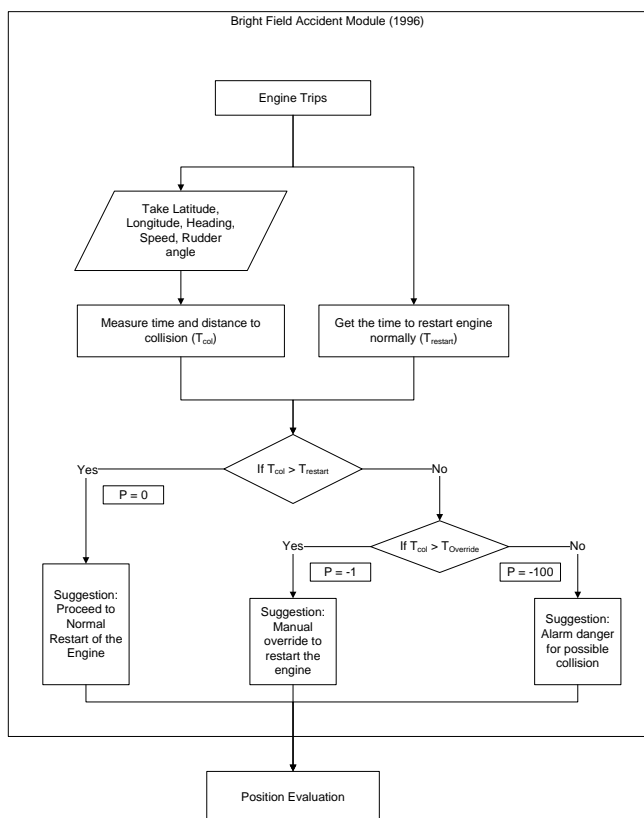 Bright Field Accident Module (1996)
Engine Trips
Take Latitude,
Longitude, Heading,
Speed, Rudder
angle
Measure time and distance to
collision (Tcol)
Get the time to restart engine
normally (Trestart)
If Tcol > Trestart
Yes
No
P = 0
If TCol > TOverride
Yes
No
P = -1
P = -100
Suggestion:
Proceed to
Normal
Restart of the
Engine
Suggestion:
Manual
override to
restart the
engine
Suggestion:
Alarm danger
for possible
collision
Position Evaluation